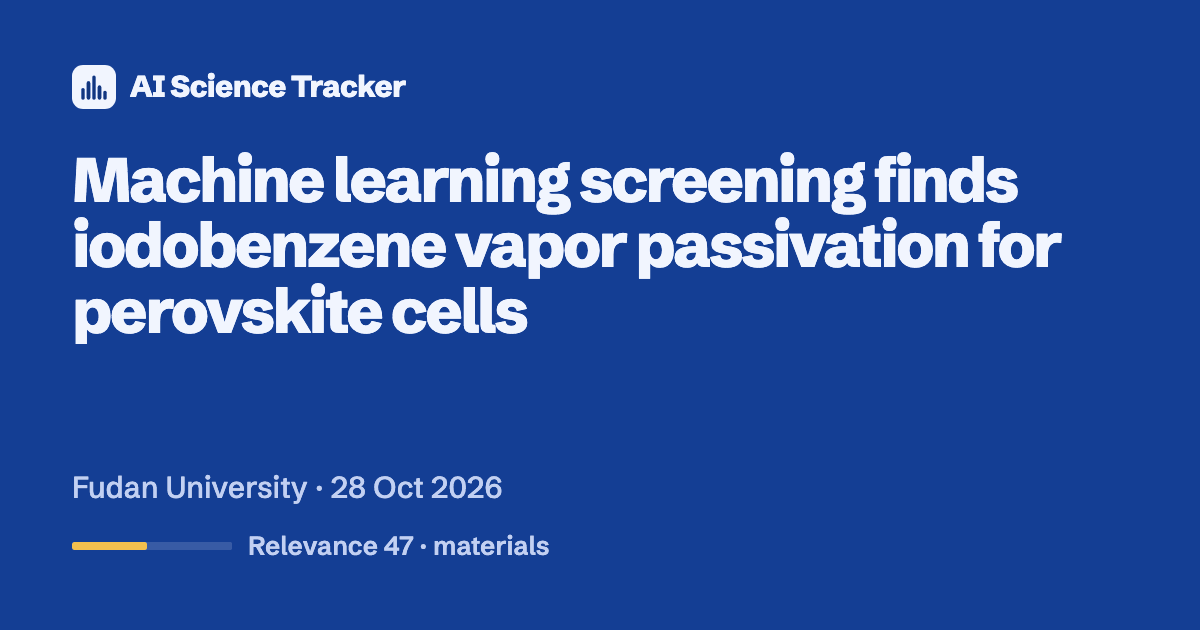 AI Science Tracker
Machine learning screening finds
iodobenzene vapor passivation for
perovskite cells
Fudan University · 28 Oct 2026
Relevance 47 · materials